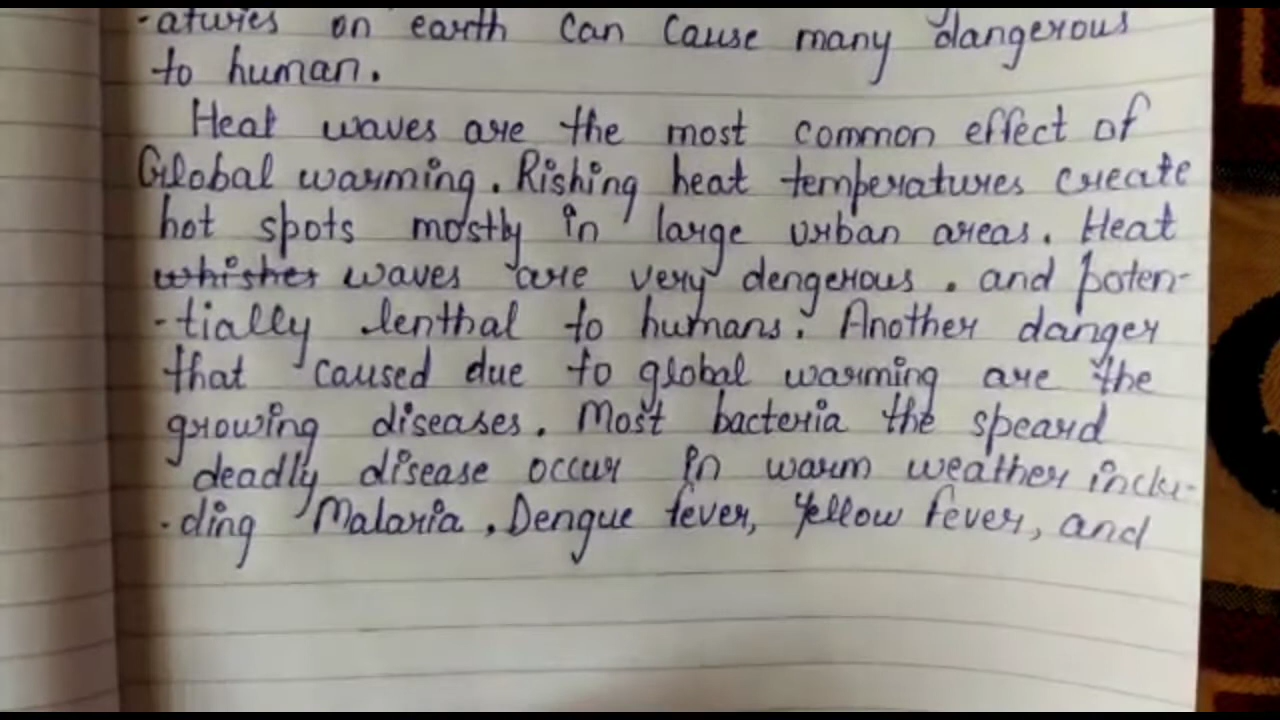 -atures on earth can cause many dangerous
to human.
Heat waves are the most common effect of
Global warming. Rishing heat temperatures create
hot spots mostly in large urban areas. Heat
whisher waves are very dengerous . and poten-
-tially lenthal to humans. Another danger
that caused due to global warming are the
growing diseases. Most bacteria the speard
deadly disease occur in warm weather inclu-
-ding Malaria , Dengue fever, Yellow fever, and